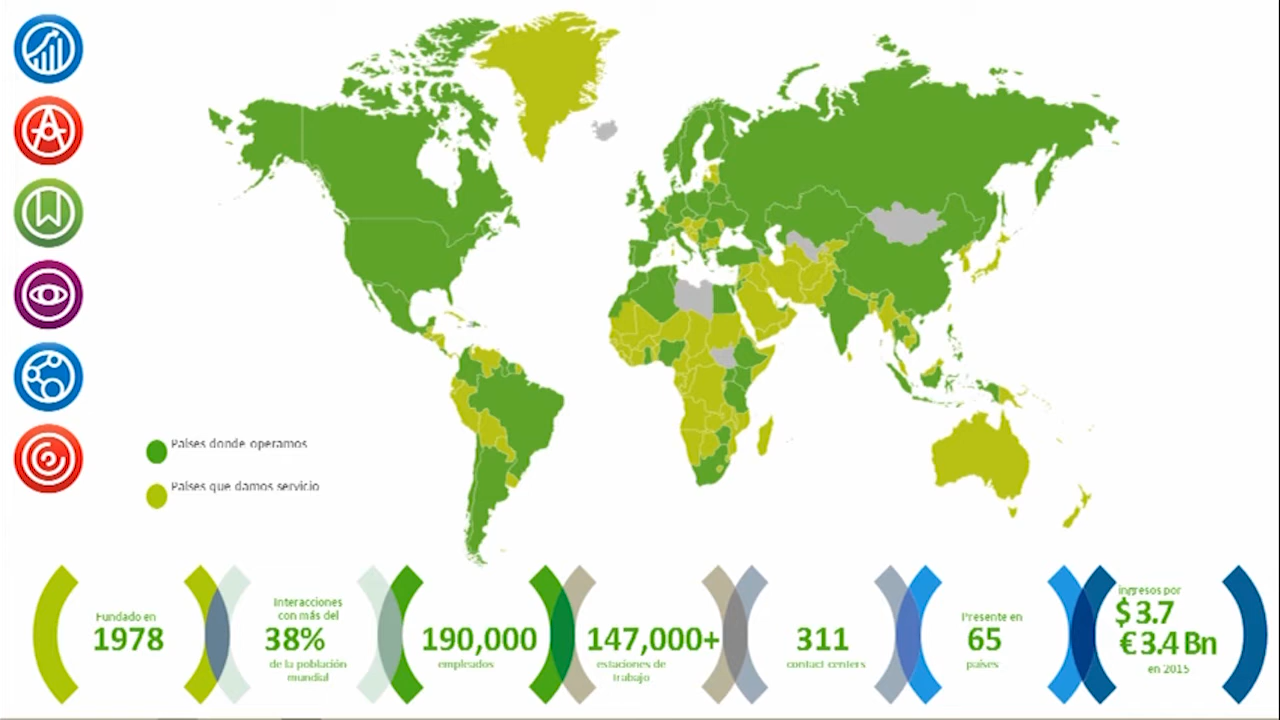 Países donde operamos
Países que damos servicio
Fundado en
1978
Interacciones
con más del
38%
de la población
mundial
190,000
empleados
147,000+
estaciones de
trabajo
311
contact centers
Presente en
65
países
ingresos por
$ 3.7
€ 3.4 Bn
en 2015